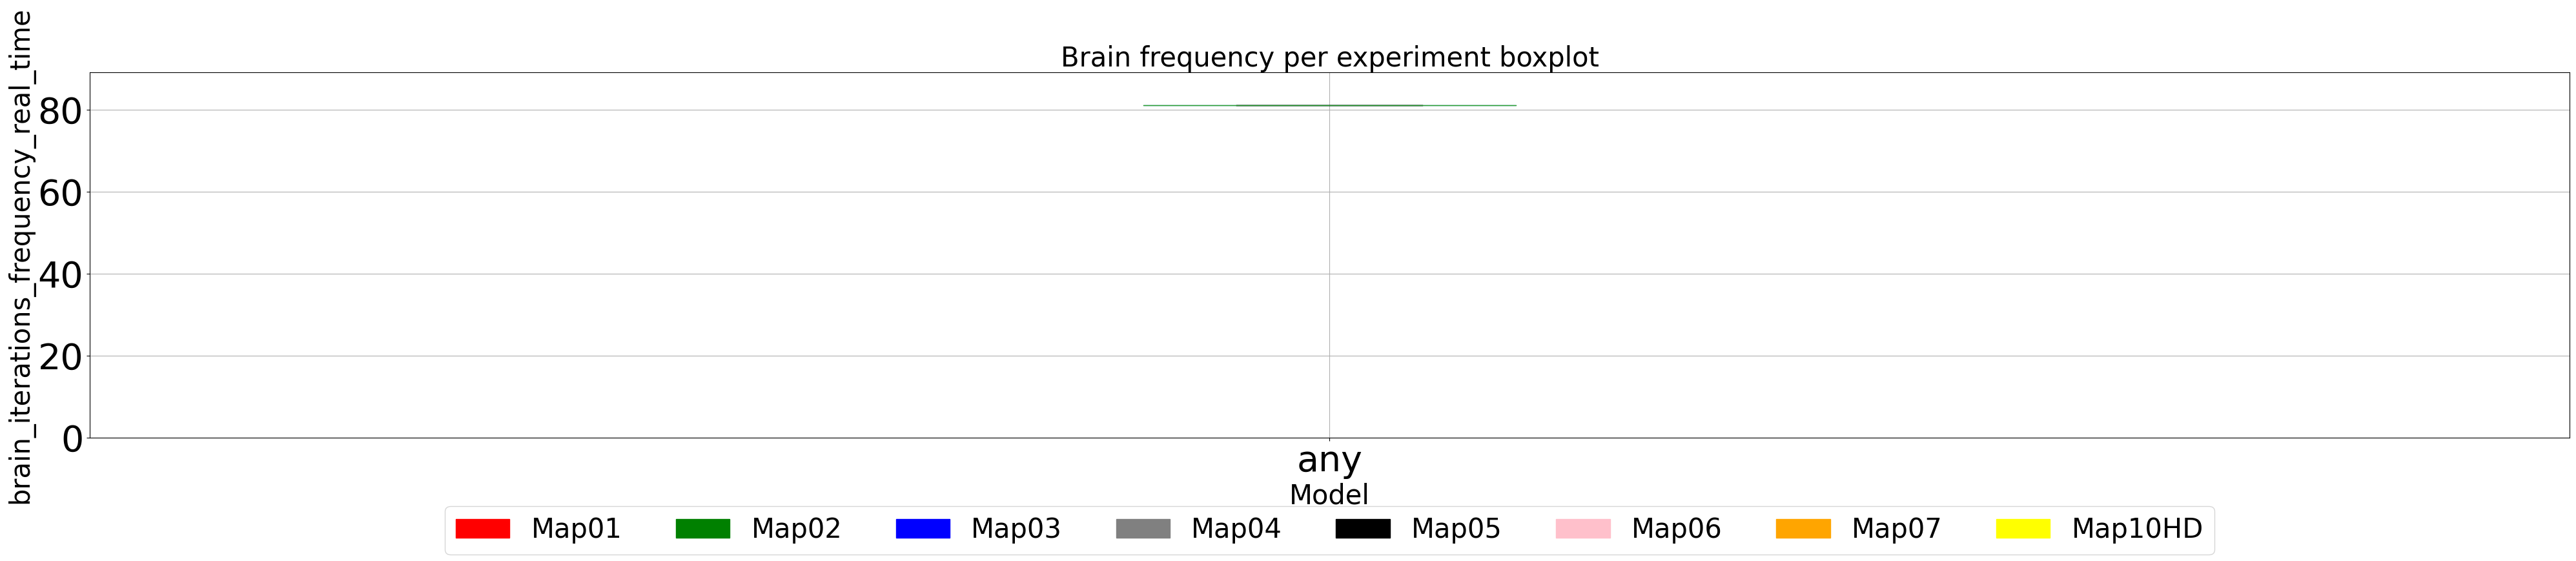 Brain frequency per experiment boxplot
brain_iterations_frequency_real_time
80
60
40
20
0
any
Model
Map01 Map02 Map03 Map04 Map05 Map06 Map07 Map10HD